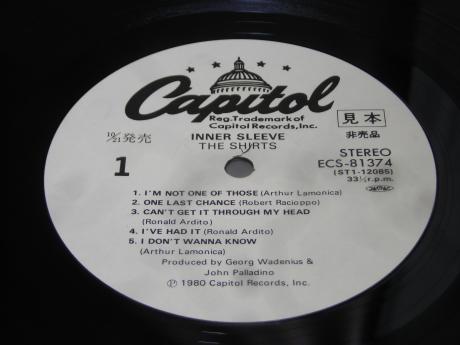 Capitol
Reg. Trademark of
Capitol Records, Inc.
10/21発売
見本
非売品
INNER SLEEVE
THE SHIRTS
1
STEREO
ECS-81374
(ST1-12085)
33⅓ r.p.m.
1. I'M NOT ONE OF THOSE (Arthur Lamonica)
2. ONE LAST CHANCE (Robert Racioppo)
3. CAN'T GET IT THROUGH MY HEAD
(Ronald Ardito)
4. I'VE HAD IT (Ronald Ardito)
5. I DON'T WANNA KNOW
(Arthur Lamonica)
Produced by Georg Wadenius &
John Palladino
Ⓟ 1980 Capitol Records, Inc.